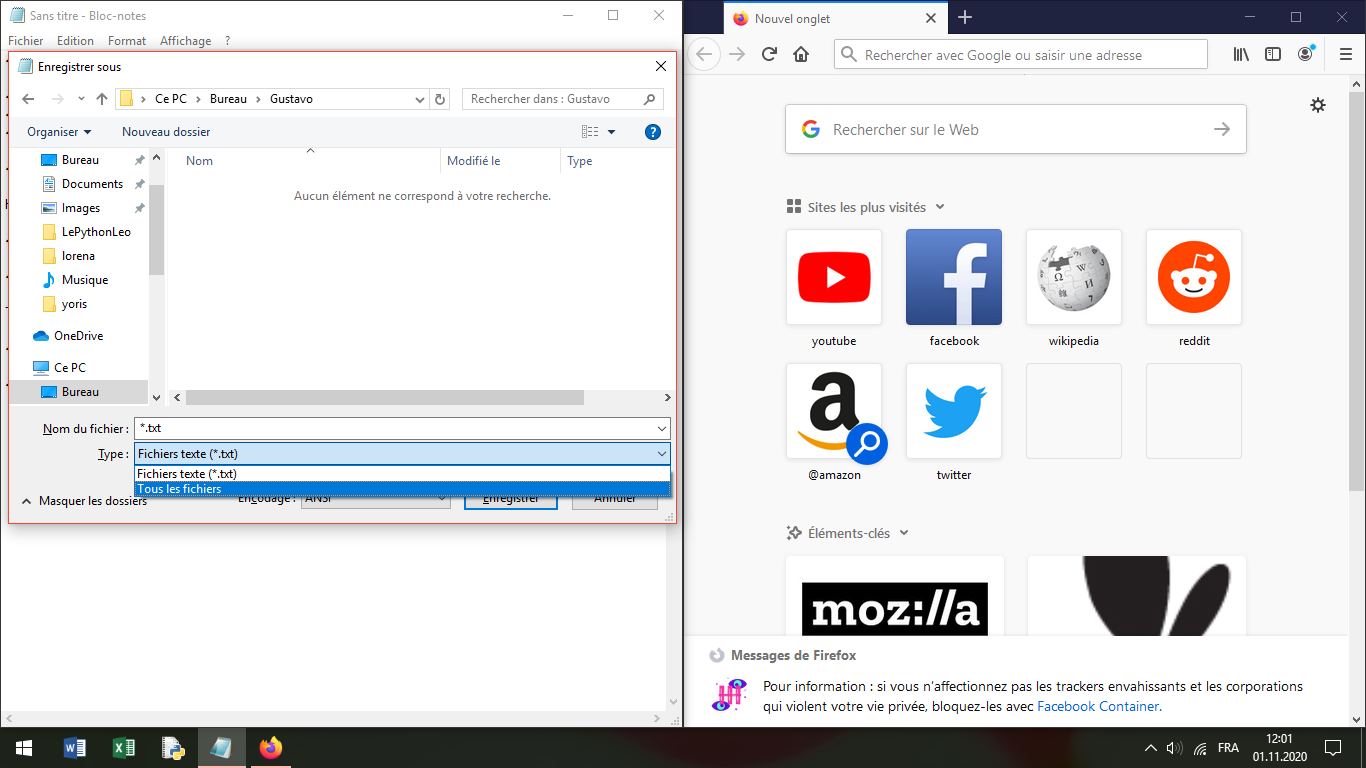 Sans titre - Bloc-notes
Fichier Edition Format Affichage ?
Enregistrer sous
Ce PC Bureau Gustavo
Rechercher dans : Gustavo
Organiser Nouveau dossier
Nom Modifié le Type
Aucun élément ne correspond à votre recherche.
Bureau
Documents
Images
LePythonLeo
lorena
Musique
yoris
OneDrive
Ce PC
Bureau
Nom du fichier : *.txt
Type : Fichiers texte (*.txt)
Fichiers texte (*.txt)
Tous les fichiers
Masquer les dossiers Encodage : ANSI Enregistrer Annuler
Nouvel onglet
Rechercher avec Google ou saisir une adresse
Rechercher sur le Web
Sites les plus visités
youtube facebook wikipedia reddit
@amazon twitter
Éléments-clés
moz://a
Messages de Firefox
Pour information : si vous n'affectionnez pas les trackers envahissants et les corporations
qui violent votre vie privée, bloquez-les avec Facebook Container.
FRA
12:01
01.11.2020